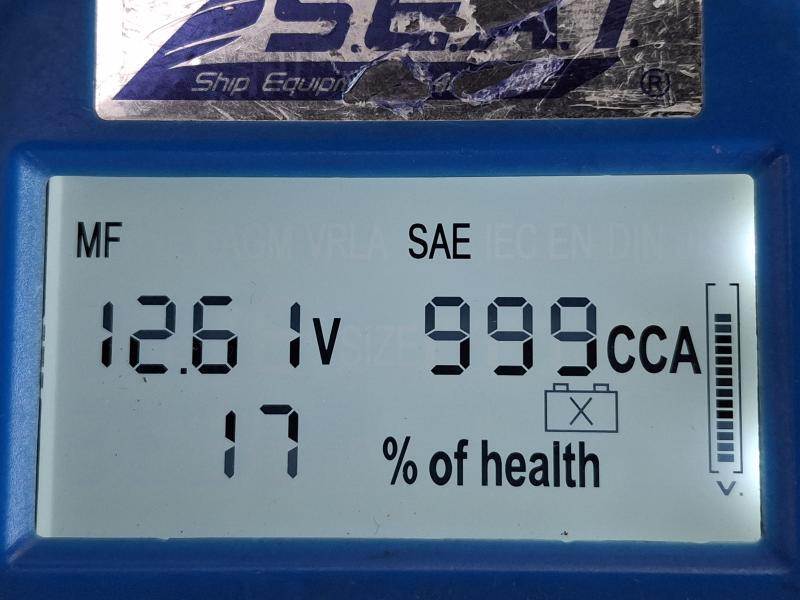 S.E.A.T.
Ship Equip
®
MF SAE
12.61V 999CCA
17 % of health
V.